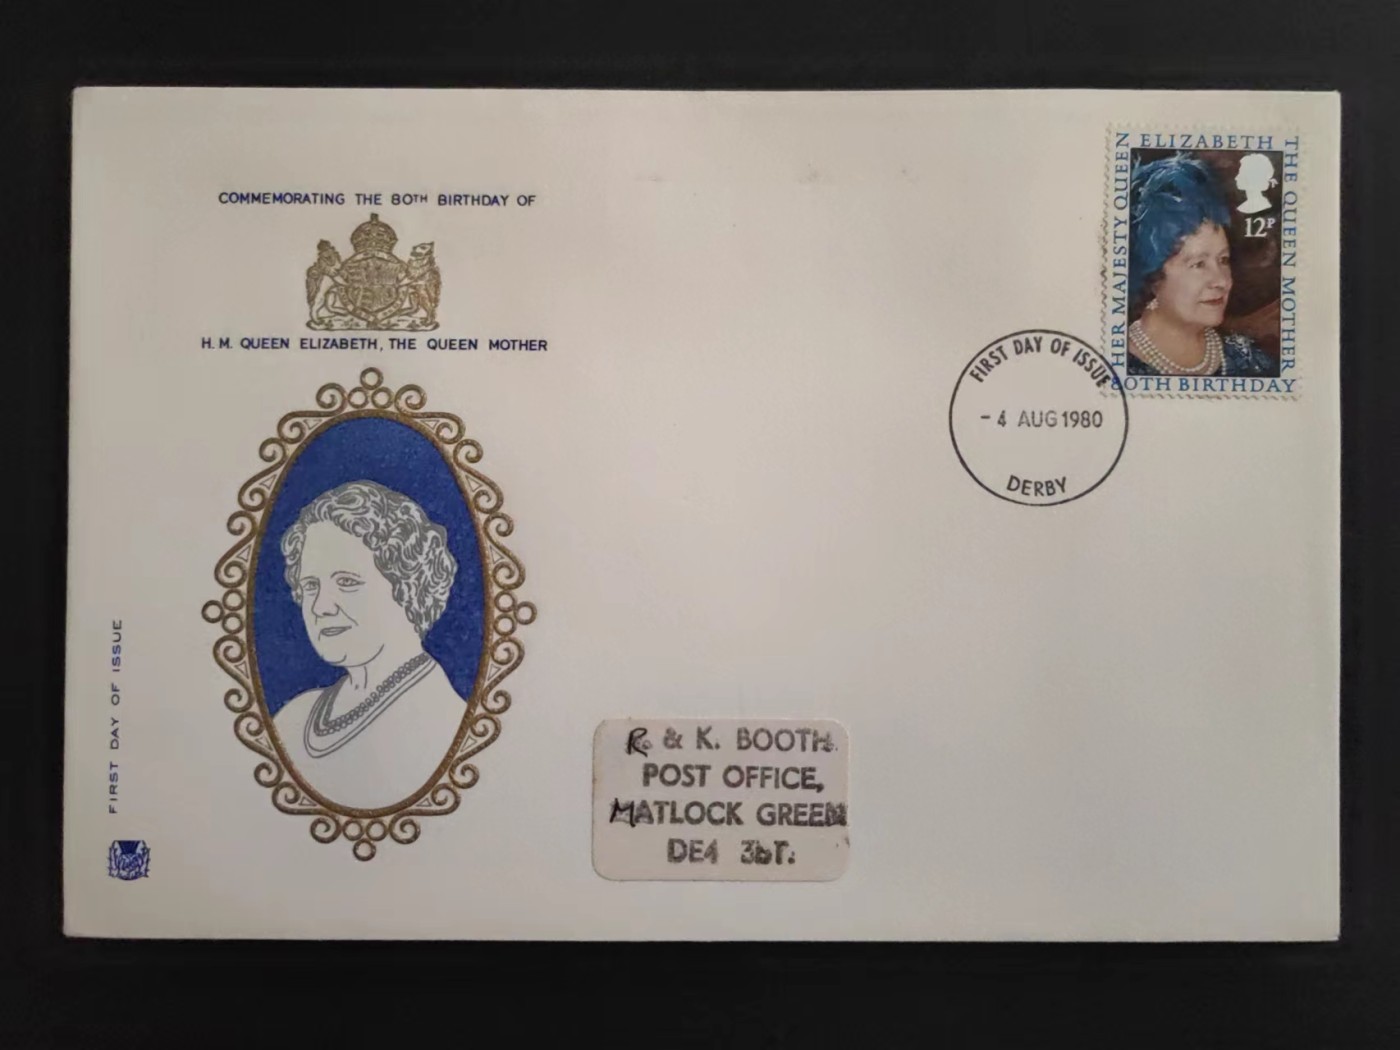 COMMEMORATING THE 80TH BIRTHDAY OF
H. M. QUEEN ELIZABETH, THE QUEEN MOTHER
FIRST DAY OF ISSUE
HER MAJESTY QUEEN
ELIZABETH
THE QUEEN MOTHER
80TH BIRTHDAY
12P
FIRST DAY OF ISSUE
- 4 AUG 1980
DERBY
R. & K. BOOTH.
POST OFFICE,
MATLOCK GREEN
DE4 3bT.